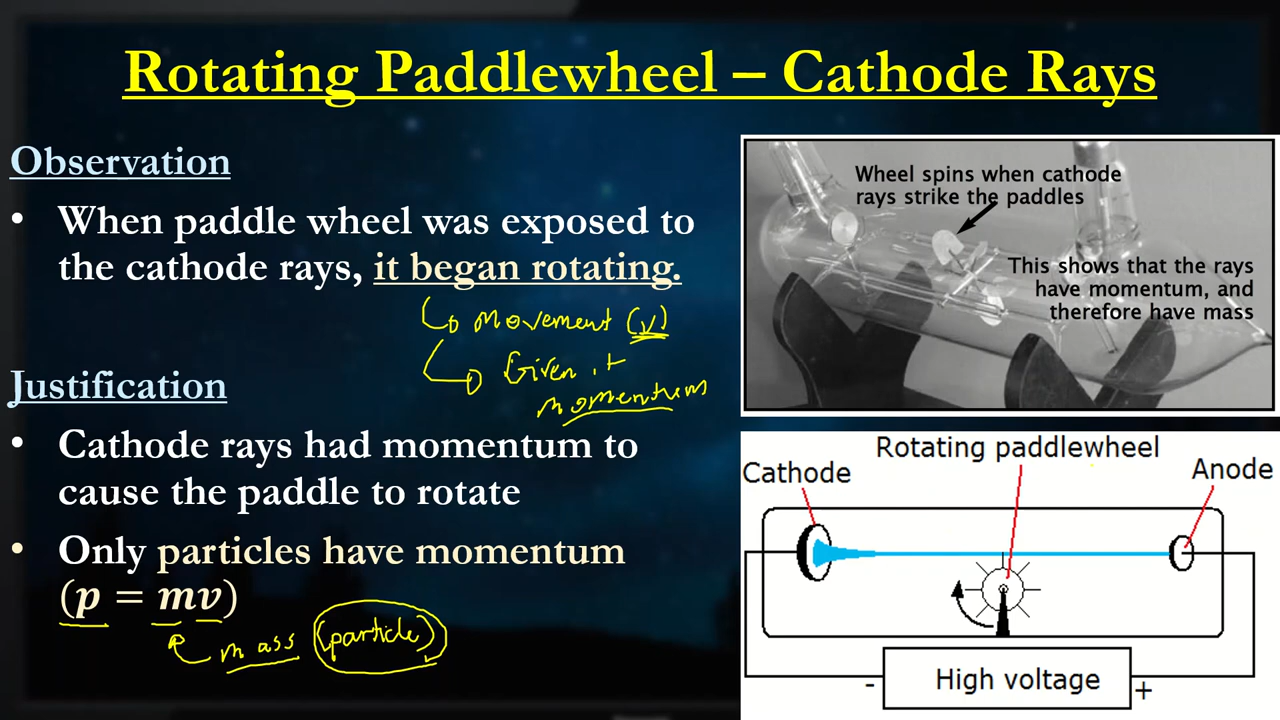 Rotating Paddlewheel – Cathode Rays
Observation
• When paddle wheel was exposed to
the cathode rays, it began rotating.
Movement (v)
Given it
momentum
Justification
• Cathode rays had momentum to
cause the paddle to rotate
• Only particles have momentum
(p = mv)
mass (particle)
Wheel spins when cathode
rays strike the paddles
This shows that the rays
have momentum, and
therefore have mass
Rotating paddlewheel
Cathode
Anode
- High voltage +